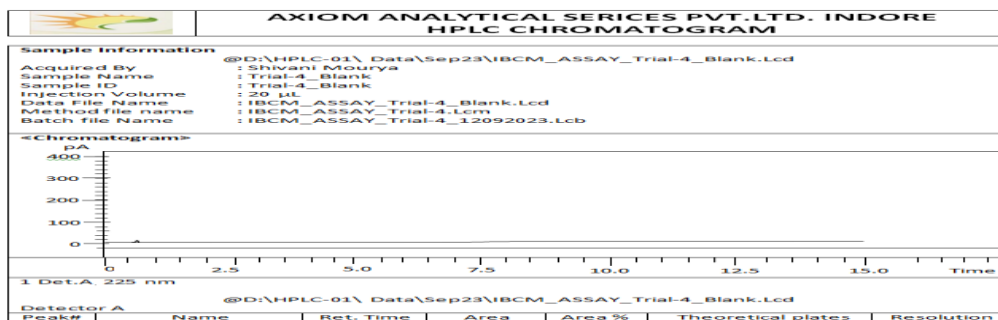 AXIOM ANALYTICAL SERICES PVT.LTD. INDORE
HPLC CHROMATOGRAM
Sample Information
@D:\HPLC-01\ Data\Sep23\IBCM_ASSAY_Trial-4_Blank.Lcd
Acquired By : Shivani Mourya
Sample Name : Trial-4_Blank
Sample ID : Trial-4_Blank
Injection Volume : 20 µL
Data File Name : IBCM_ASSAY_Trial-4_Blank.Lcd
Method file name : IBCM_ASSAY_Trial-4.Lcm
Batch file Name : IBCM_ASSAY_Trial-4_12092023.Lcb
<Chromatogram>
pA
400
300
200
100
0
0 2.5 5.0 7.5 10.0 12.5 15.0 Time
1 Det.A. 225 nm
@D:\HPLC-01\ Data\Sep23\IBCM_ASSAY_Trial-4_Blank.Lcd
Detector A
Peak# Name Ret. Time Area Area % Theoretical plates Resolution